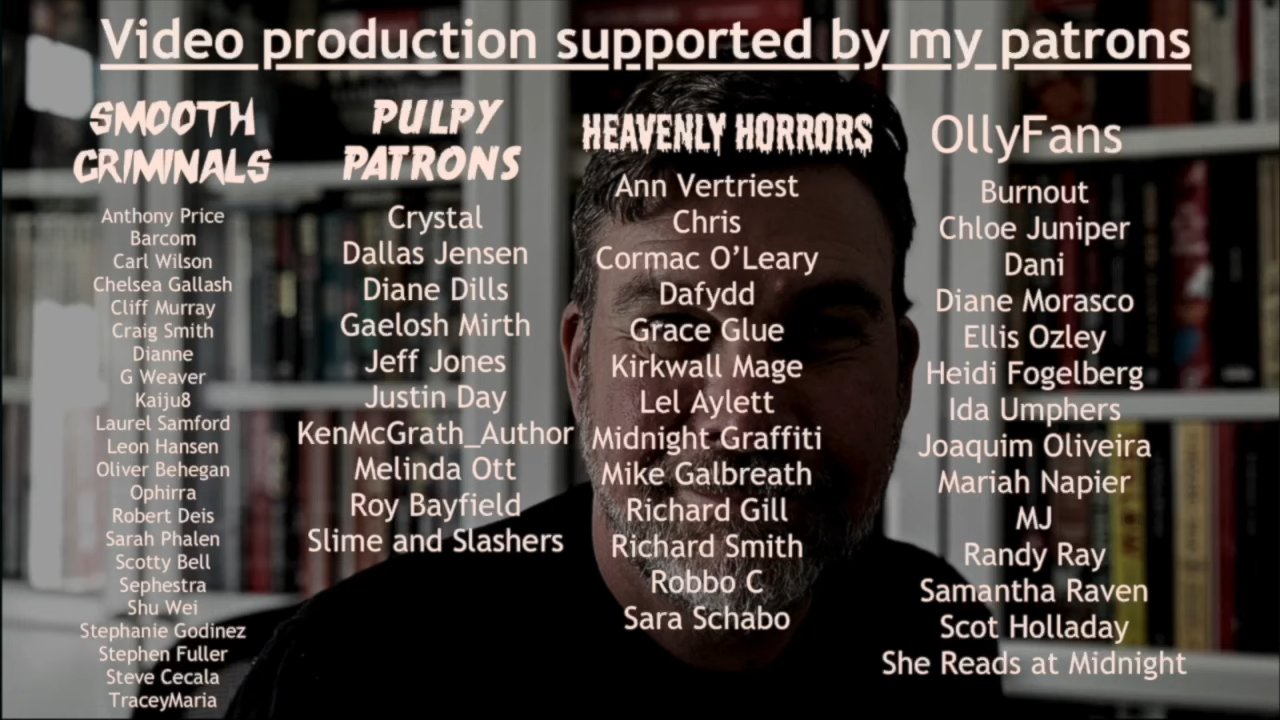 Video production supported by my patrons
SMOOTH
CRIMINALS
Anthony Price
Barcom
Carl Wilson
Chelsea Gallash
Cliff Murray
Craig Smith
Dianne
G Weaver
Kaiju8
Laurel Samford
Leon Hansen
Oliver Behegan
Ophirra
Robert Deis
Sarah Phalen
Scotty Bell
Sephestra
Shu Wei
Stephanie Godinez
Stephen Fuller
Steve Cecala
TraceyMaria
PULPY
PATRONS
Crystal
Dallas Jensen
Diane Dills
Gaelosh Mirth
Jeff Jones
Justin Day
KenMcGrath_Author
Melinda Ott
Roy Bayfield
Slime and Slashers
HEAVENLY HORRORS
Ann Vertriest
Chris
Cormac O’Leary
Dafydd
Grace Glue
Kirkwall Mage
Lel Aylett
Midnight Graffiti
Mike Galbreath
Richard Gill
Richard Smith
Robbo C
Sara Schabo
OllyFans
Burnout
Chloe Juniper
Dani
Diane Morasco
Ellis Ozley
Heidi Fogelberg
Ida Umphers
Joaquim Oliveira
Mariah Napier
MJ
Randy Ray
Samantha Raven
Scot Holladay
She Reads at Midnight